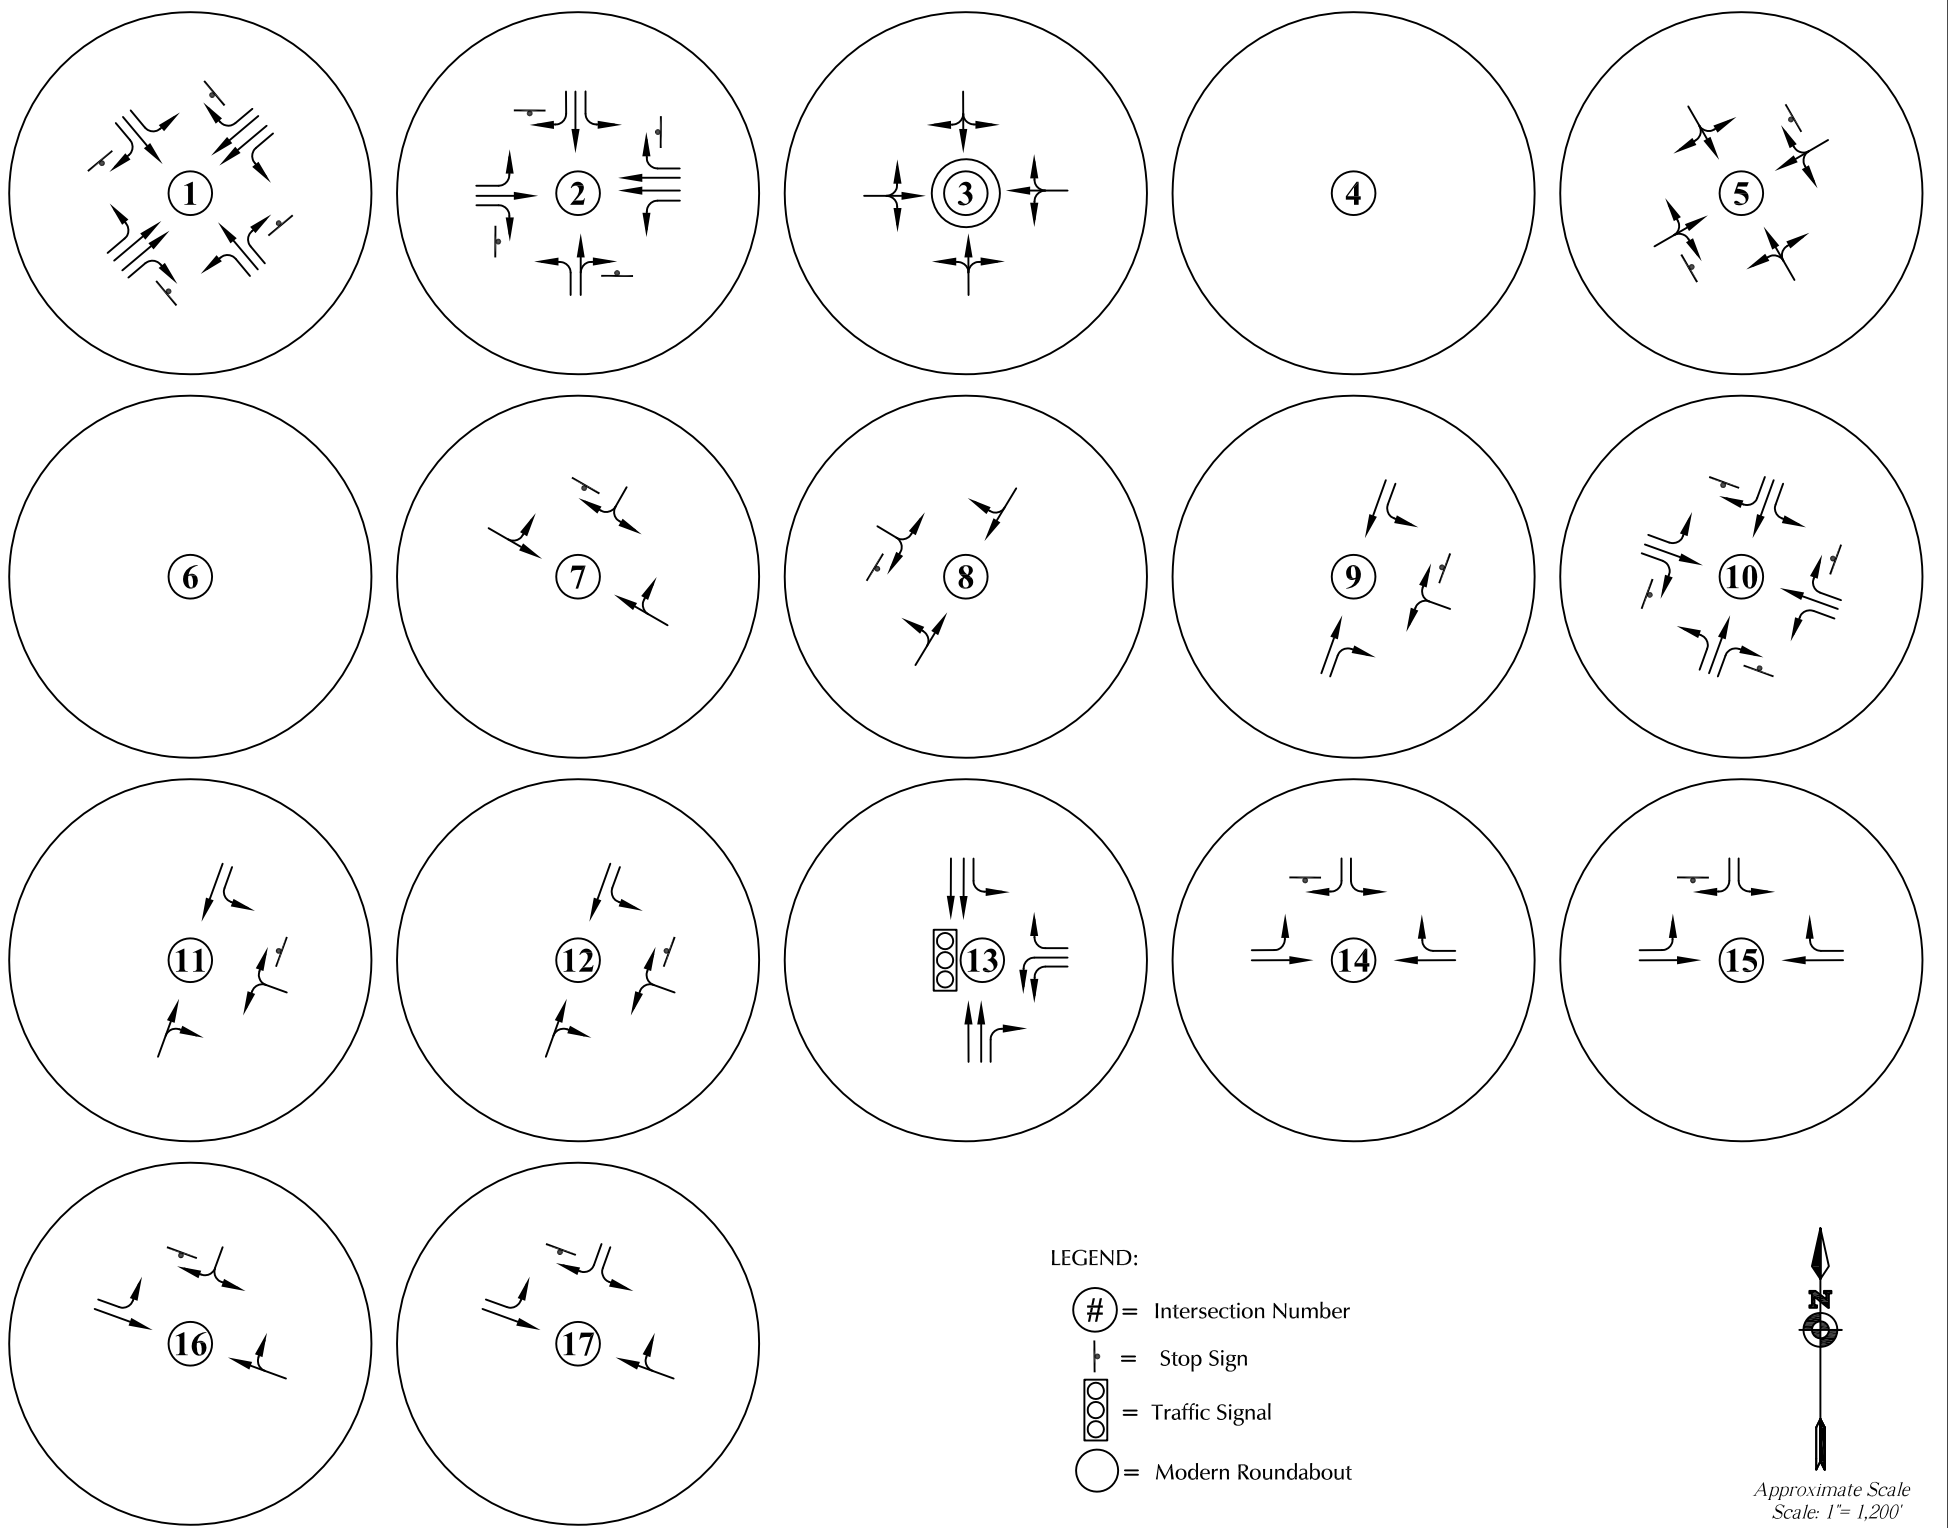 1
2
3
4
5
6
7
8
9
10
11
12
13
14
15
16
17
LEGEND:
# = Intersection Number
= Stop Sign
= Traffic Signal
= Modern Roundabout
N
Approximate Scale
Scale: 1"= 1,200'